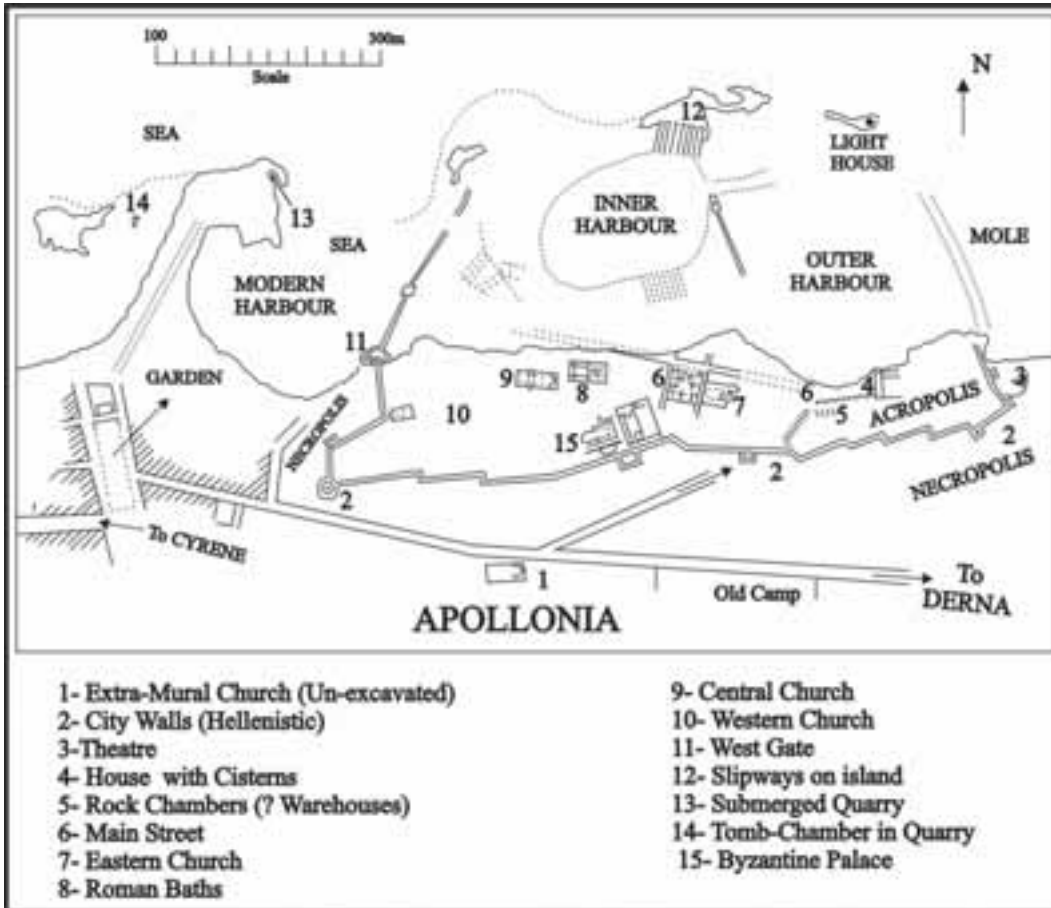 100
300m
Scale
N
SEA
12
LIGHT
HOUSE
14
13
SEA
INNER
HARBOUR
MODERN
HARBOUR
OUTER
HARBOUR
MOLE
11
GARDEN
9
8
6
7
6
4
3
5
ACROPOLIS
10
NECROPOLIS
15
2
2
2
NECROPOLIS
To CYRENE
1
Old Camp
To
DERNA
APOLLONIA
1- Extra-Mural Church (Un-excavated)
2- City Walls (Hellenistic)
3-Theatre
4- House with Cisterns
5- Rock Chambers (? Warehouses)
6- Main Street
7- Eastern Church
8- Roman Baths
9- Central Church
10- Western Church
11- West Gate
12- Slipways on island
13- Submerged Quarry
14- Tomb-Chamber in Quarry
15- Byzantine Palace